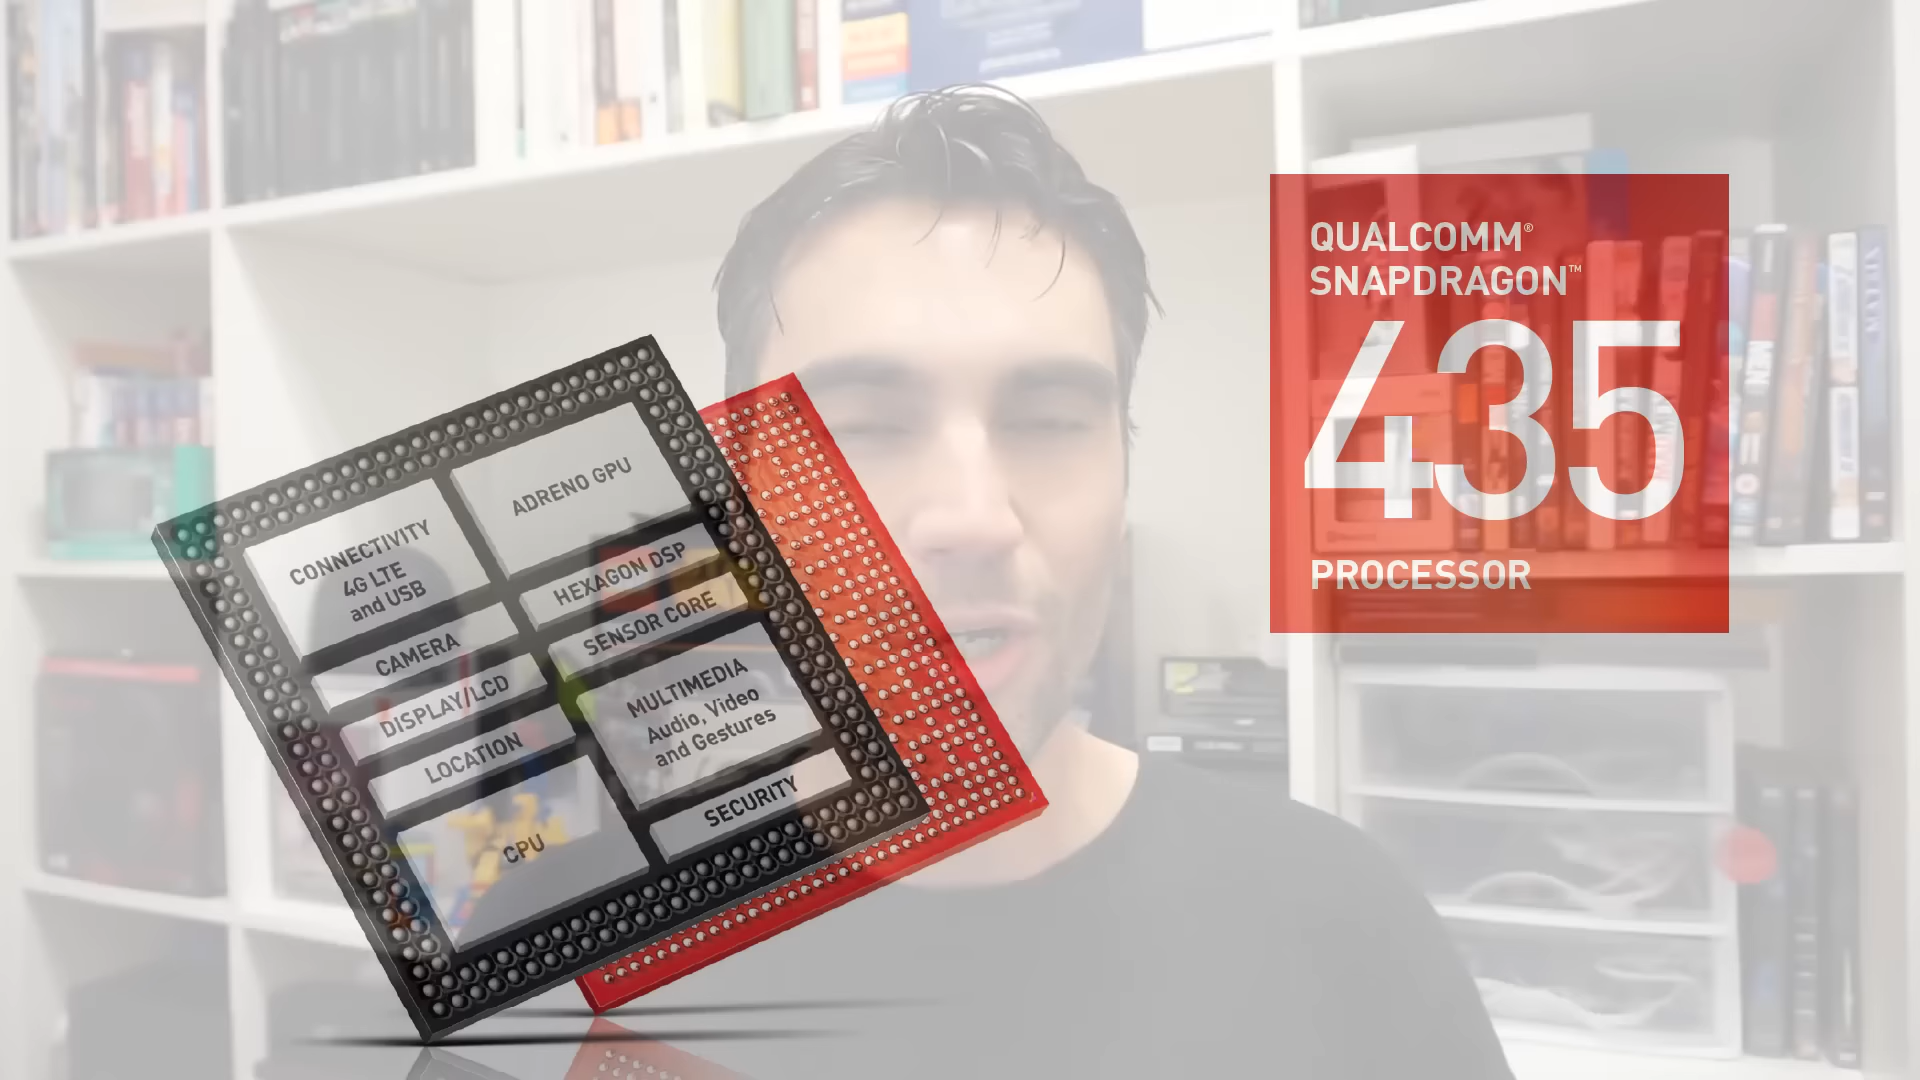 QUALCOMM®
SNAPDRAGON™
435
PROCESSOR
ADRENO GPU
CONNECTIVITY
4G LTE
and USB
HEXAGON DSP
SENSOR CORE
CAMERA
DISPLAY/LCD
LOCATION
MULTIMEDIA
Audio, Video
and Gestures
SECURITY
CPU